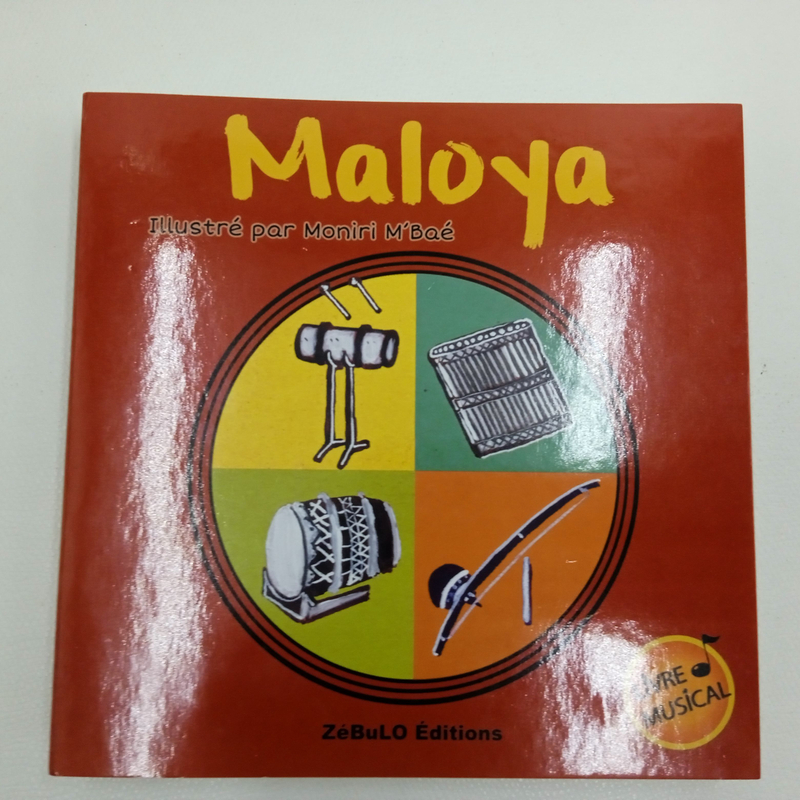 Maloya
Illustré par Moniri M'Baé
ZéBuLO Éditions
LIVRE
MUSICAL